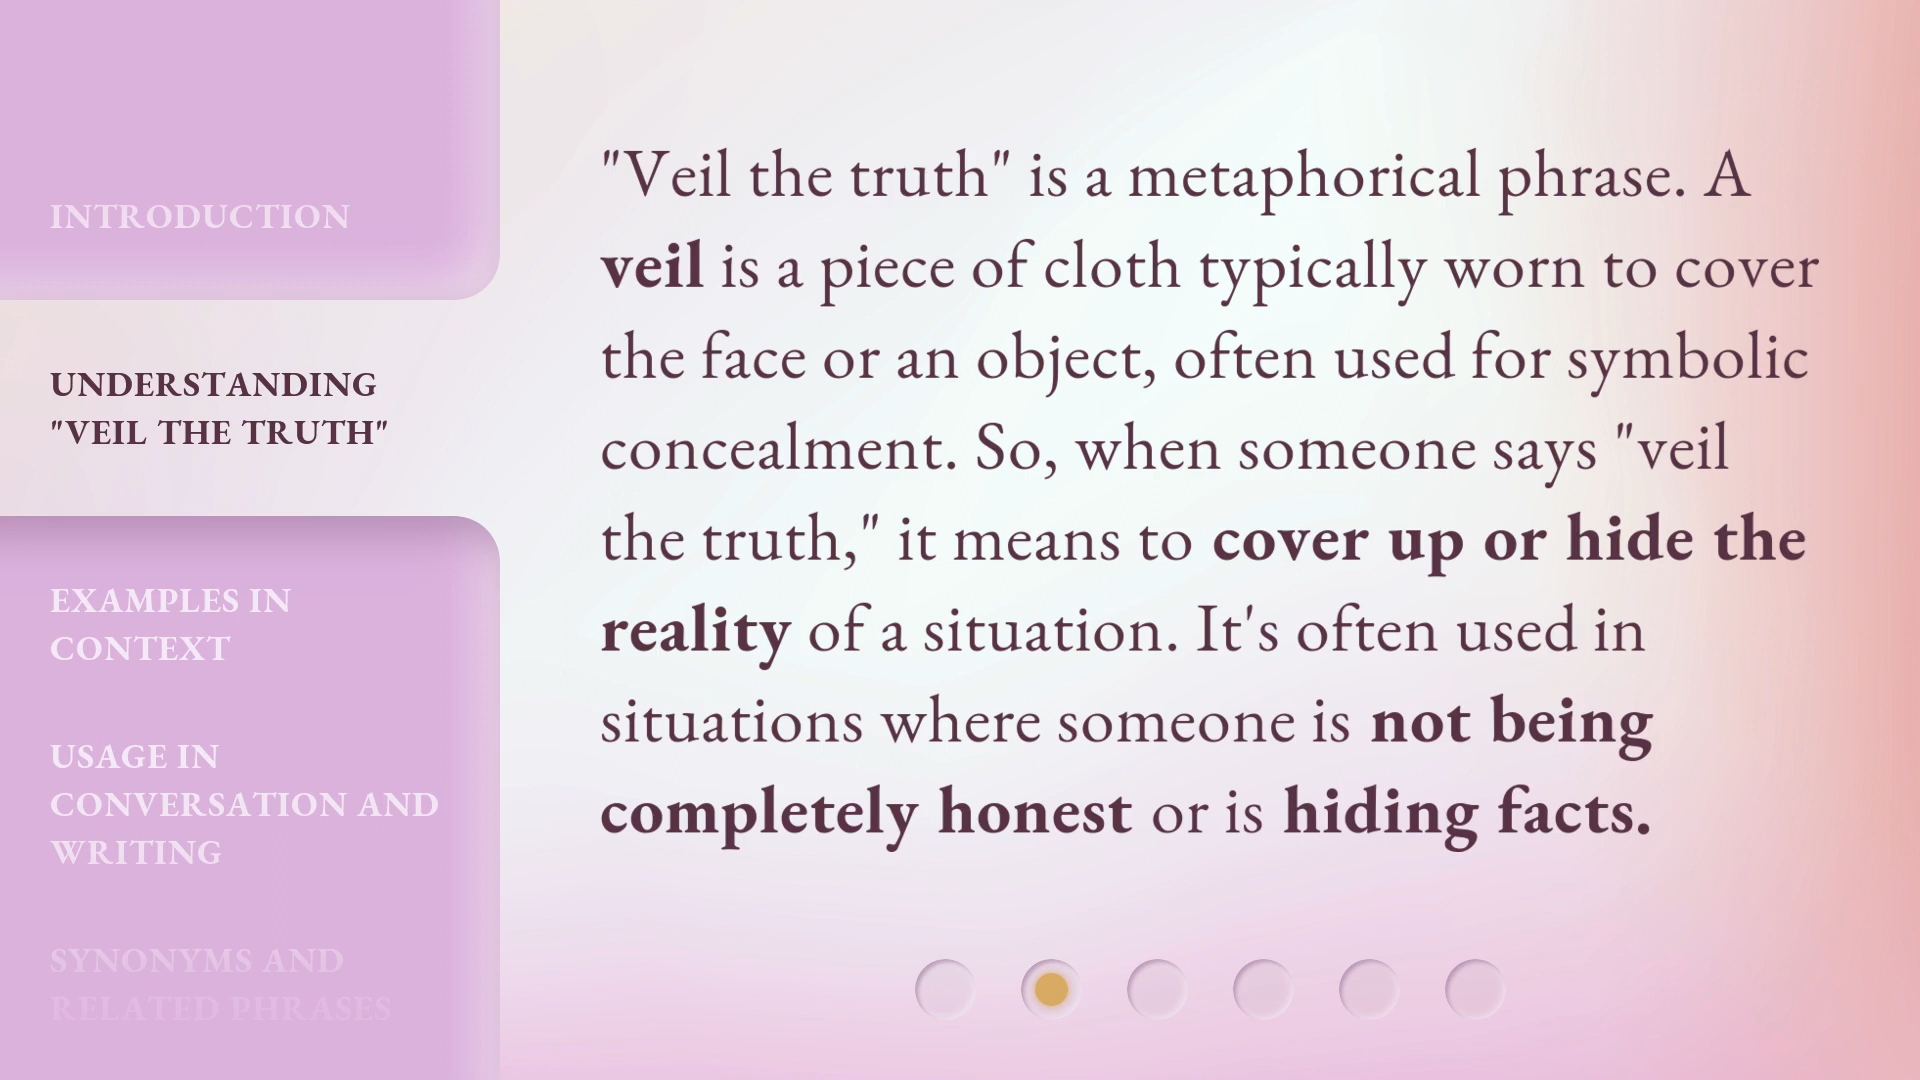 INTRODUCTION
UNDERSTANDING
"VEIL THE TRUTH"
EXAMPLES IN
CONTEXT
USAGE IN
CONVERSATION AND
WRITING
SYNONYMS AND
RELATED PHRASES
"Veil the truth" is a metaphorical phrase. A
veil is a piece of cloth typically worn to cover
the face or an object, often used for symbolic
concealment. So, when someone says "veil
the truth," it means to cover up or hide the
reality of a situation. It's often used in
situations where someone is not being
completely honest or is hiding facts.